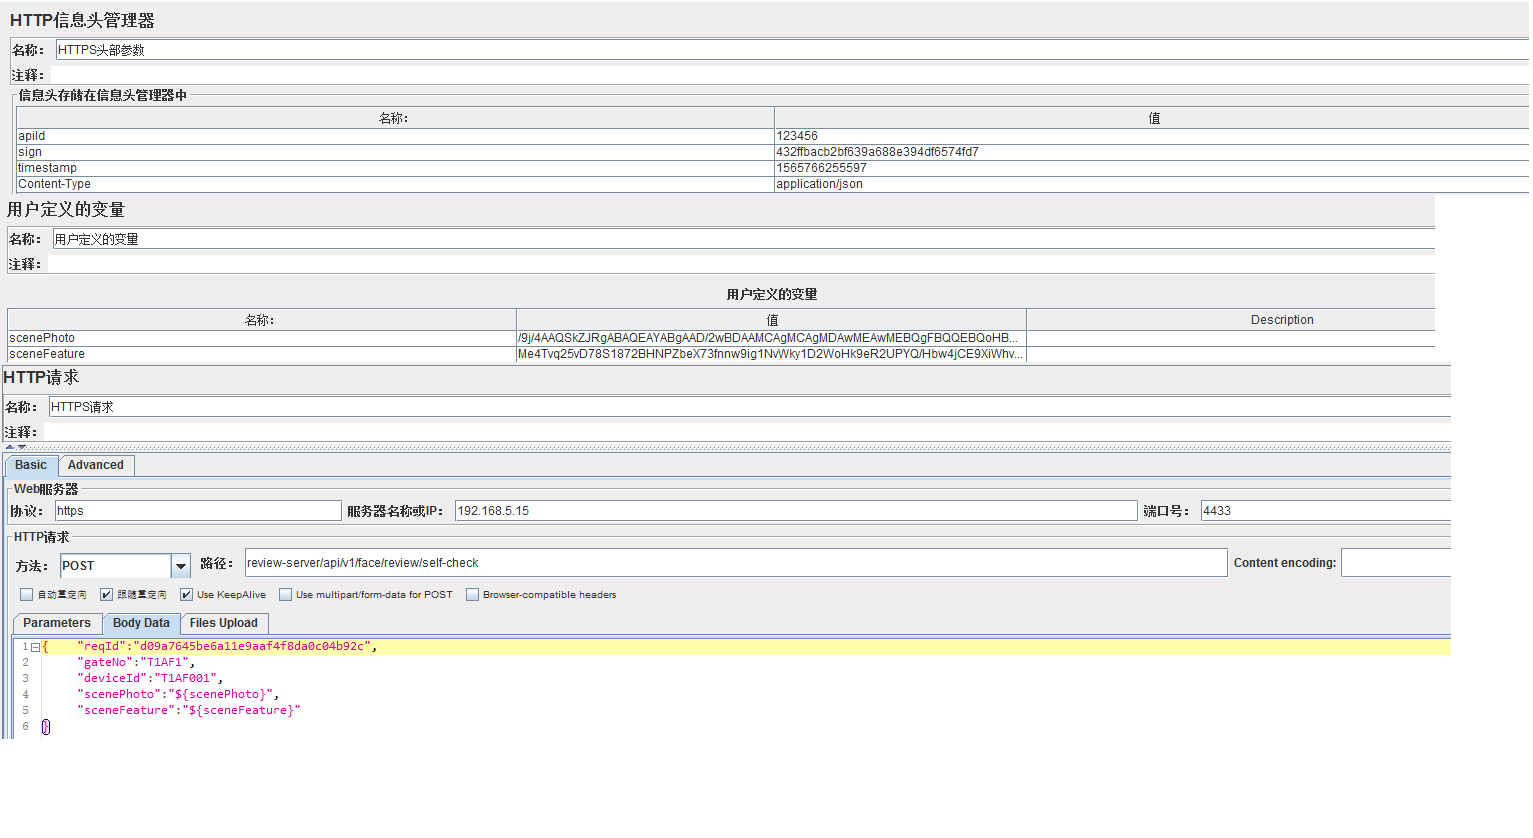 HTTP信息头管理器
名称： HTTPS头部参数
注释：
信息头存储在信息头管理器中
名称： 值
apiId 123456
sign 432ffbacb2bf639a688e394df6574fd7
timestamp 1565766255597
Content-Type application/json
用户定义的变量
名称： 用户定义的变量
注释：
用户定义的变量
名称： 值 Description
scenePhoto /9j/4AAQSkZJRgABAQEAYABgAAD/2wBDAAMCAgMCAgMDAwMEAwMEBQgFBQQEBQoHB...
sceneFeature Me4Tvq25vD78S1872BHNPZbeX73fnnw9ig1NvWky1D2WoHk9eR2UPYQ/Hbw4jCE9XiWhv...
HTTP请求
名称： HTTPS请求
注释：
Basic Advanced
Web服务器
协议： https 服务器名称或IP： 192.168.5.15 端口号： 4433
HTTP请求
方法： POST 路径： review-server/api/v1/face/review/self-check Content encoding:
自动重定向 跟随重定向 Use KeepAlive Use multipart/form-data for POST Browser-compatible headers
Parameters Body Data Files Upload
1 { "reqId":"d09a7645be6a11e9aaf4f8da0c04b92c",
2 "gateNo":"T1AF1",
3 "deviceId":"T1AF001",
4 "scenePhoto":"${scenePhoto}",
5 "sceneFeature":"${sceneFeature}"
6 }